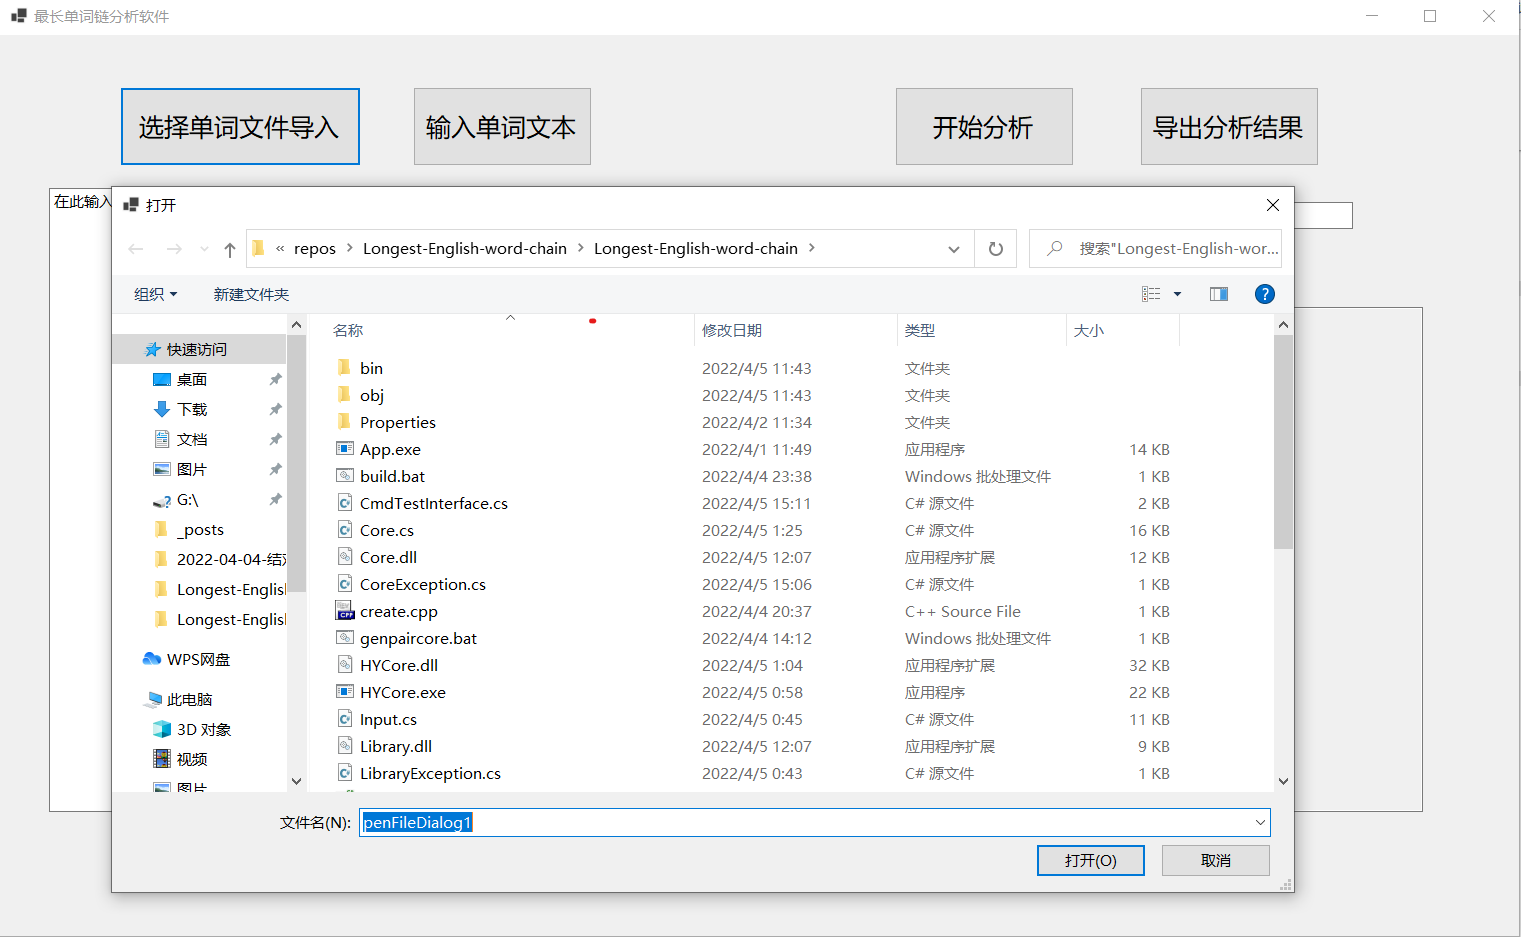 最长单词链分析软件
选择单词文件导入
输入单词文本
开始分析
导出分析结果
在此输入
打开
« repos › Longest-English-word-chain › Longest-English-word-chain ›
搜索"Longest-English-wor...
组织
新建文件夹
名称 修改日期 类型 大小
快速访问
桌面
下载
文档
图片
G:\
_posts
2022-04-04-结对
Longest-Englis
Longest-Englis
WPS网盘
此电脑
3D 对象
视频
图片
bin 2022/4/5 11:43 文件夹
obj 2022/4/5 11:43 文件夹
Properties 2022/4/2 11:34 文件夹
App.exe 2022/4/1 11:49 应用程序 14 KB
build.bat 2022/4/4 23:38 Windows 批处理文件 1 KB
CmdTestInterface.cs 2022/4/5 15:11 C# 源文件 2 KB
Core.cs 2022/4/5 1:25 C# 源文件 16 KB
Core.dll 2022/4/5 12:07 应用程序扩展 12 KB
CoreException.cs 2022/4/5 15:06 C# 源文件 1 KB
create.cpp 2022/4/4 20:37 C++ Source File 1 KB
genpaircore.bat 2022/4/4 14:12 Windows 批处理文件 1 KB
HYCore.dll 2022/4/5 1:04 应用程序扩展 32 KB
HYCore.exe 2022/4/5 0:58 应用程序 22 KB
Input.cs 2022/4/5 0:45 C# 源文件 11 KB
Library.dll 2022/4/5 12:07 应用程序扩展 9 KB
LibraryException.cs 2022/4/5 0:43 C# 源文件 1 KB
文件名(N): penFileDialog1
打开(O)
取消